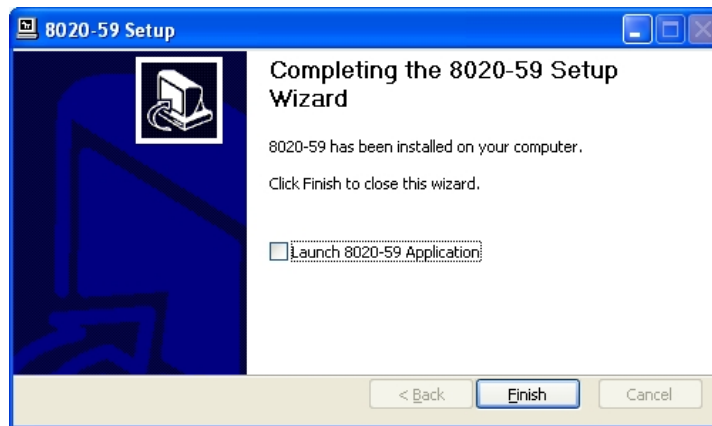 8020-59 Setup
Completing the 8020-59 Setup
Wizard
8020-59 has been installed on your computer.
Click Finish to close this wizard.
Launch 8020-59 Application
< Back
Finish
Cancel